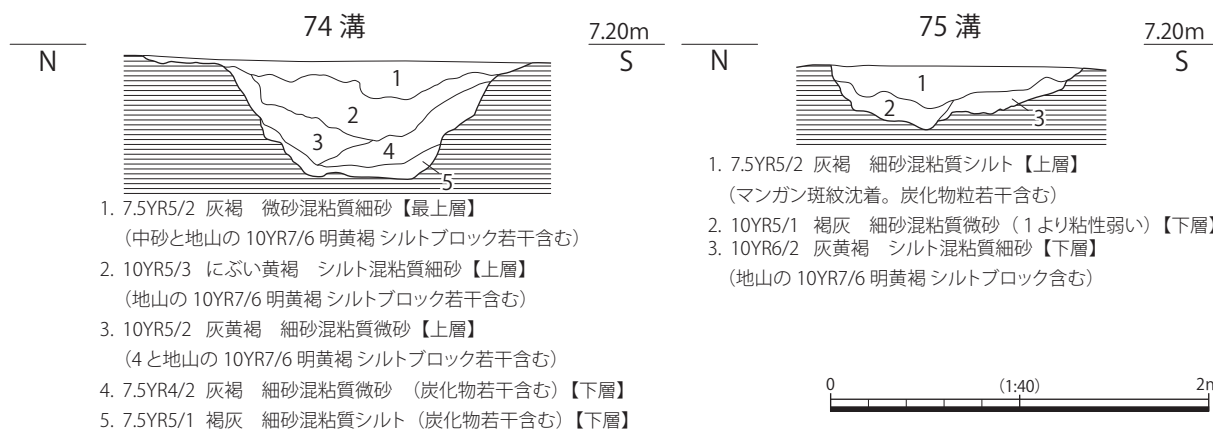 74 溝
7.20m
N
S
1
2
3
4
5
1. 7.5YR5/2 灰褐 微砂混粘質細砂【最上層】
（中砂と地山の 10YR7/6 明黄褐 シルトブロック若干含む）
2. 10YR5/3 にぶい黄褐 シルト混粘質細砂【上層】
（地山の 10YR7/6 明黄褐 シルトブロック若干含む）
3. 10YR5/2 灰黄褐 細砂混粘質微砂【上層】
（4 と地山の 10YR7/6 明黄褐 シルトブロック若干含む）
4. 7.5YR4/2 灰褐 細砂混粘質微砂 （炭化物若干含む）【下層】
5. 7.5YR5/1 褐灰 細砂混粘質シルト（炭化物若干含む）【下層】
75 溝
7.20m
N
S
1
2
3
1. 7.5YR5/2 灰褐 細砂混粘質シルト【上層】
（マンガン斑紋沈着。炭化物粒若干含む）
2. 10YR5/1 褐灰 細砂混粘質微砂（1 より粘性弱い）【下層】
3. 10YR6/2 灰黄褐 シルト混粘質細砂【下層】
（地山の 10YR7/6 明黄褐 シルトブロック含む）
0 (1:40) 2m